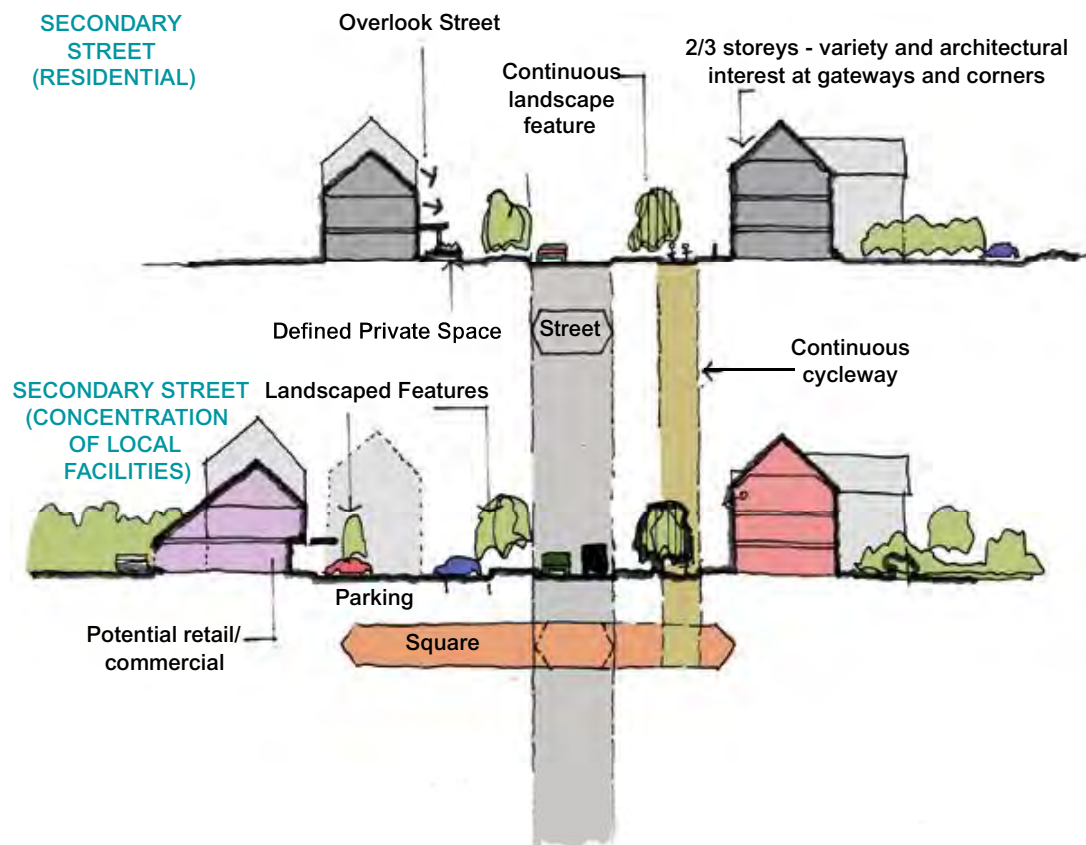 SECONDARY
STREET
(RESIDENTIAL)
Overlook Street
Continuous
landscape
feature
2/3 storeys - variety and architectural
interest at gateways and corners
Defined Private Space
Street
Continuous
cycleway
SECONDARY STREET
(CONCENTRATION
OF LOCAL
FACILITIES)
Landscaped Features
Parking
Potential retail/
commercial
Square